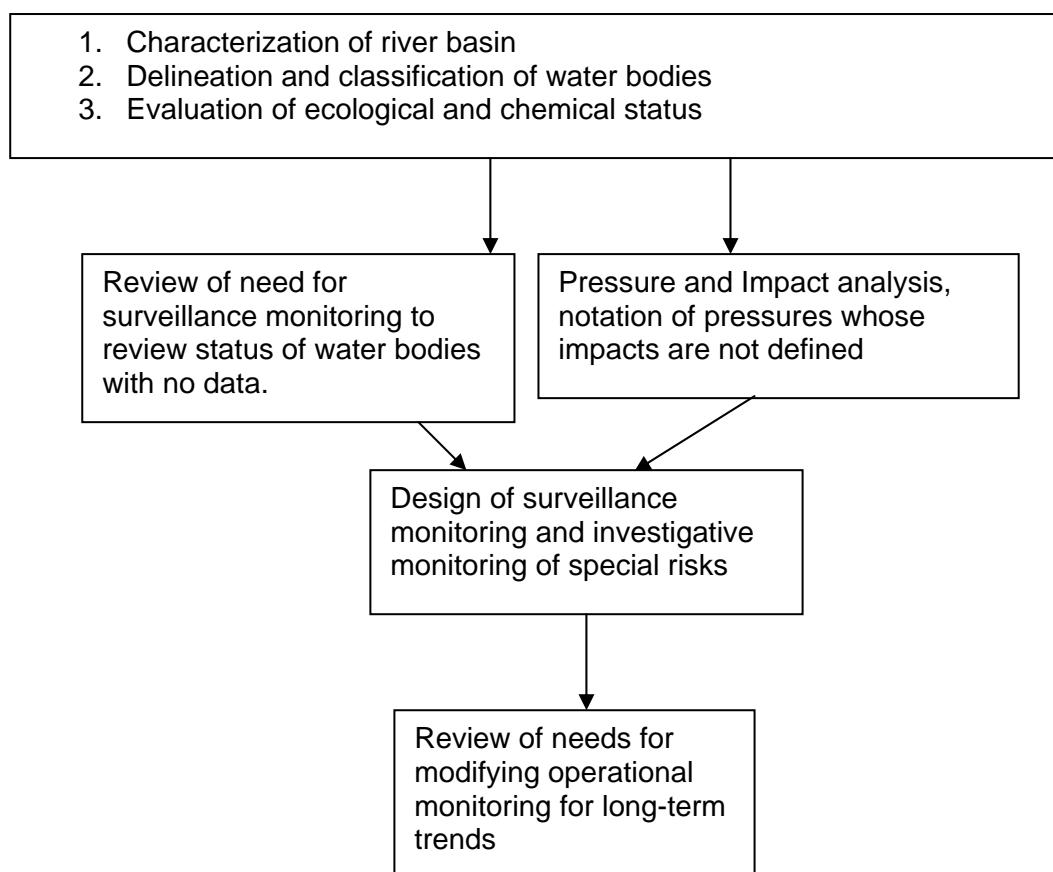 1. Characterization of river basin
2. Delineation and classification of water bodies
3. Evaluation of ecological and chemical status
Review of need for
surveillance monitoring to
review status of water bodies
with no data.
Pressure and Impact analysis,
notation of pressures whose
impacts are not defined
Design of surveillance
monitoring and investigative
monitoring of special risks
Review of needs for
modifying operational
monitoring for long-term
trends